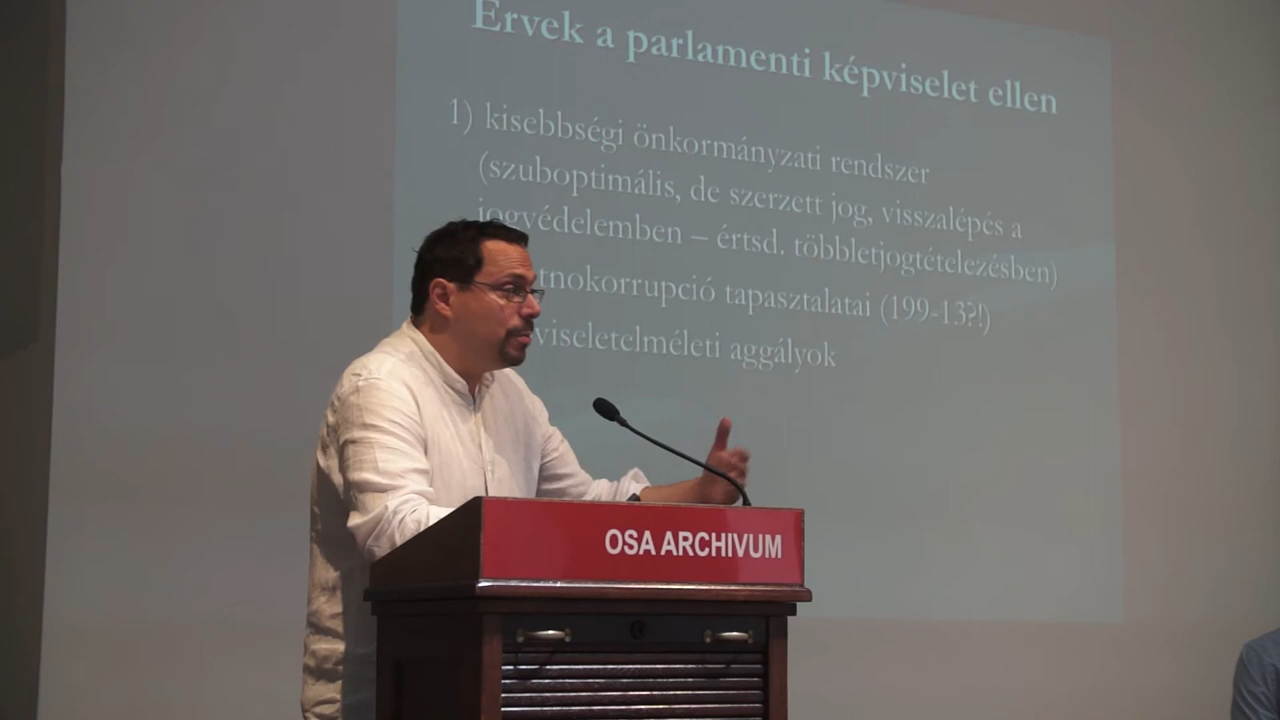 Érvek a parlamenti képviselet ellen
1) kisebbségi önkormányzati rendszer
(szuboptimális, de szerzett jog, visszalépés a
jogvédelemben – értsd. többletjogtételezésben)
tapasztalatai (199-13?!)
aggályok
OSA ARCHIVUM